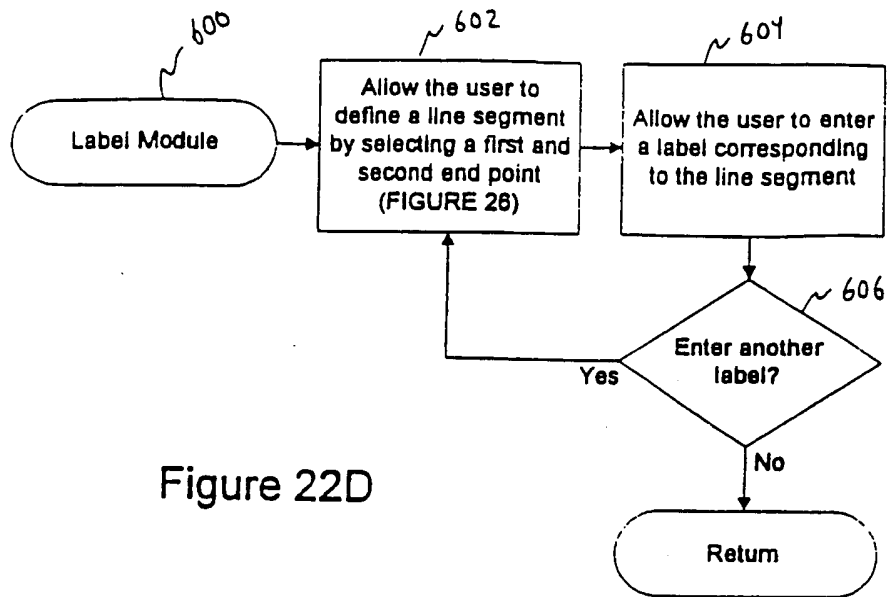 600
602
604
Label Module
Allow the user to
define a line segment
by selecting a first and
second end point
(FIGURE 26)
Allow the user to enter
a label corresponding
to the line segment
606
Enter another
label?
Yes
No
Figure 22D
Return